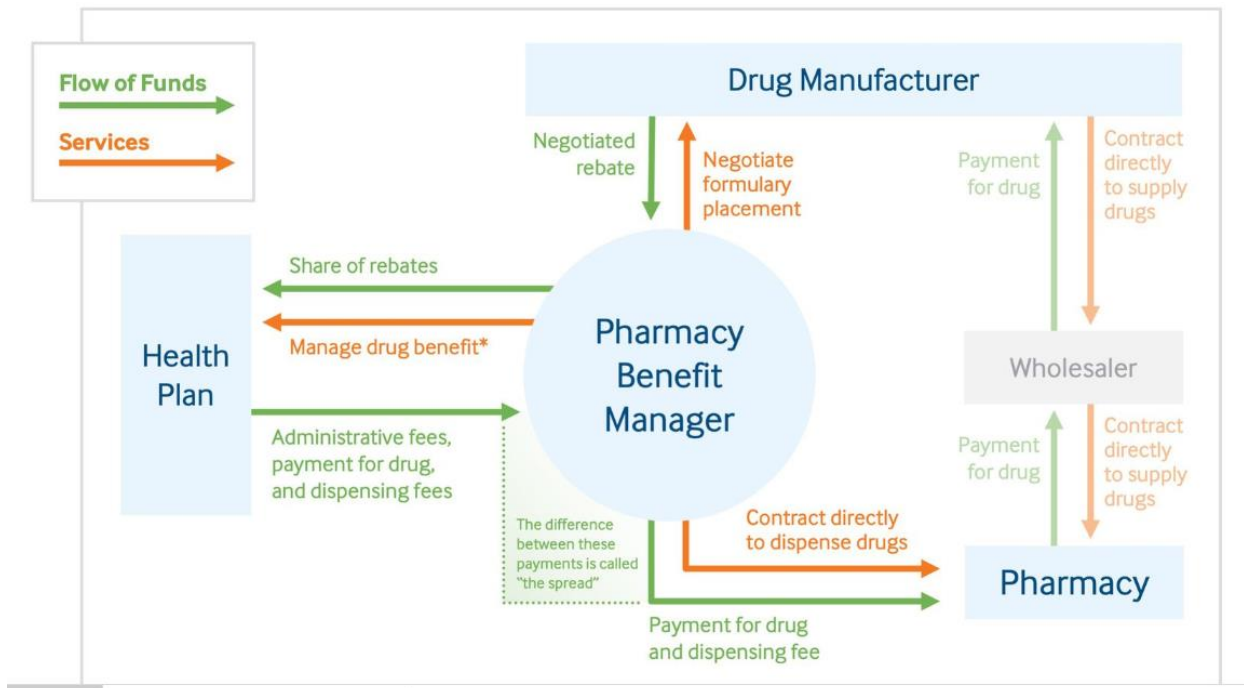 Flow of Funds
Services
Drug Manufacturer
Negotiated
rebate
Negotiate
formulary
placement
Payment
for drug
Contract
directly
to supply
drugs
Share of rebates
Manage drug benefit*
Health
Plan
Pharmacy
Benefit
Manager
Wholesaler
Administrative fees,
payment for drug,
and dispensing fees
Payment
for drug
Contract
directly
to supply
drugs
The difference
between these
payments is called
"the spread"
Contract directly
to dispense drugs
Pharmacy
Payment for drug
and dispensing fee